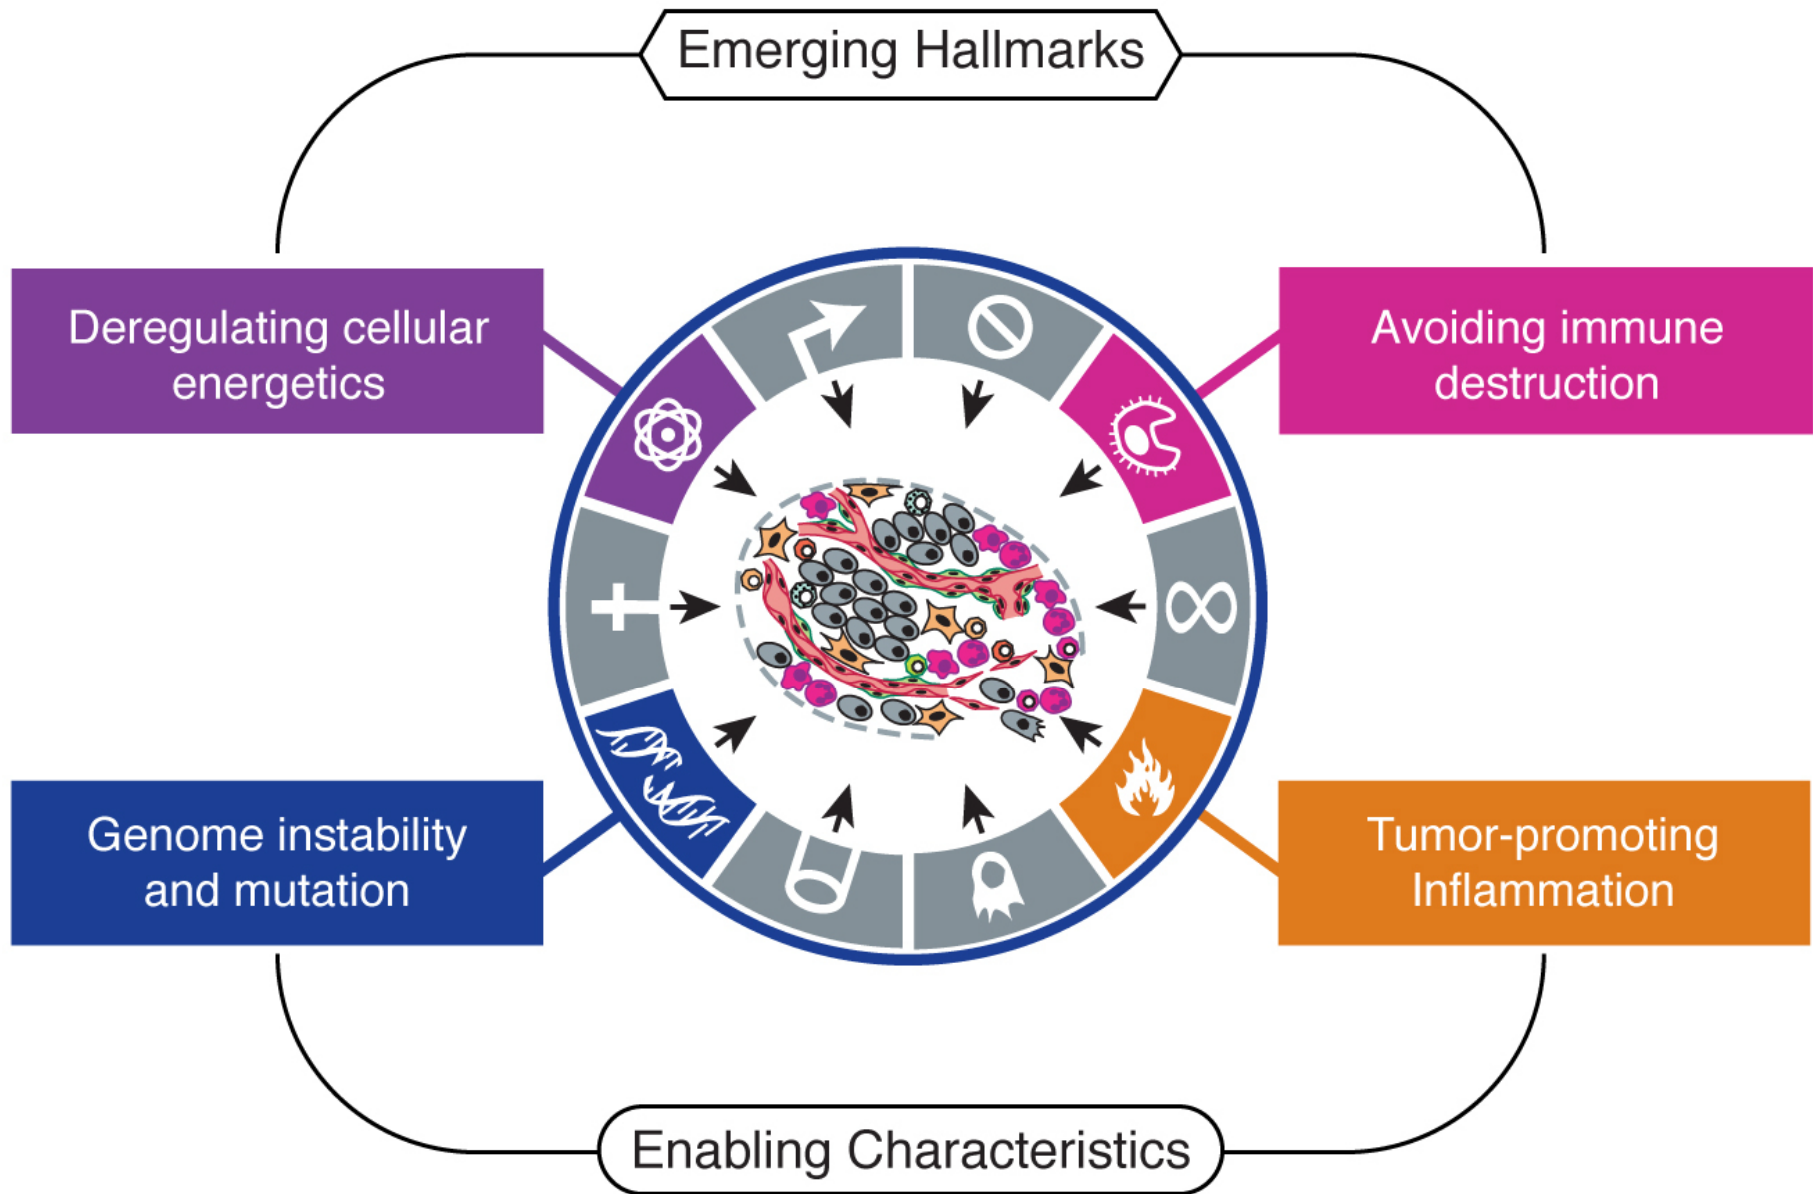 Emerging Hallmarks
Deregulating cellular
energetics
Avoiding immune
destruction
Genome instability
and mutation
Tumor-promoting
Inflammation
Enabling Characteristics